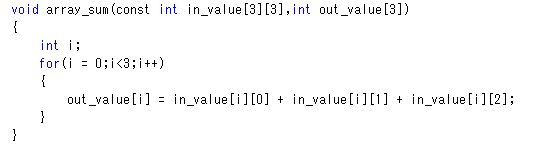 void array_sum(const int in_value[3][3],int out_value[3])
{
    int i;
    for(i = 0;i<3;i++)
    {
        out_value[i] = in_value[i][0] + in_value[i][1] + in_value[i][2];
    }
}